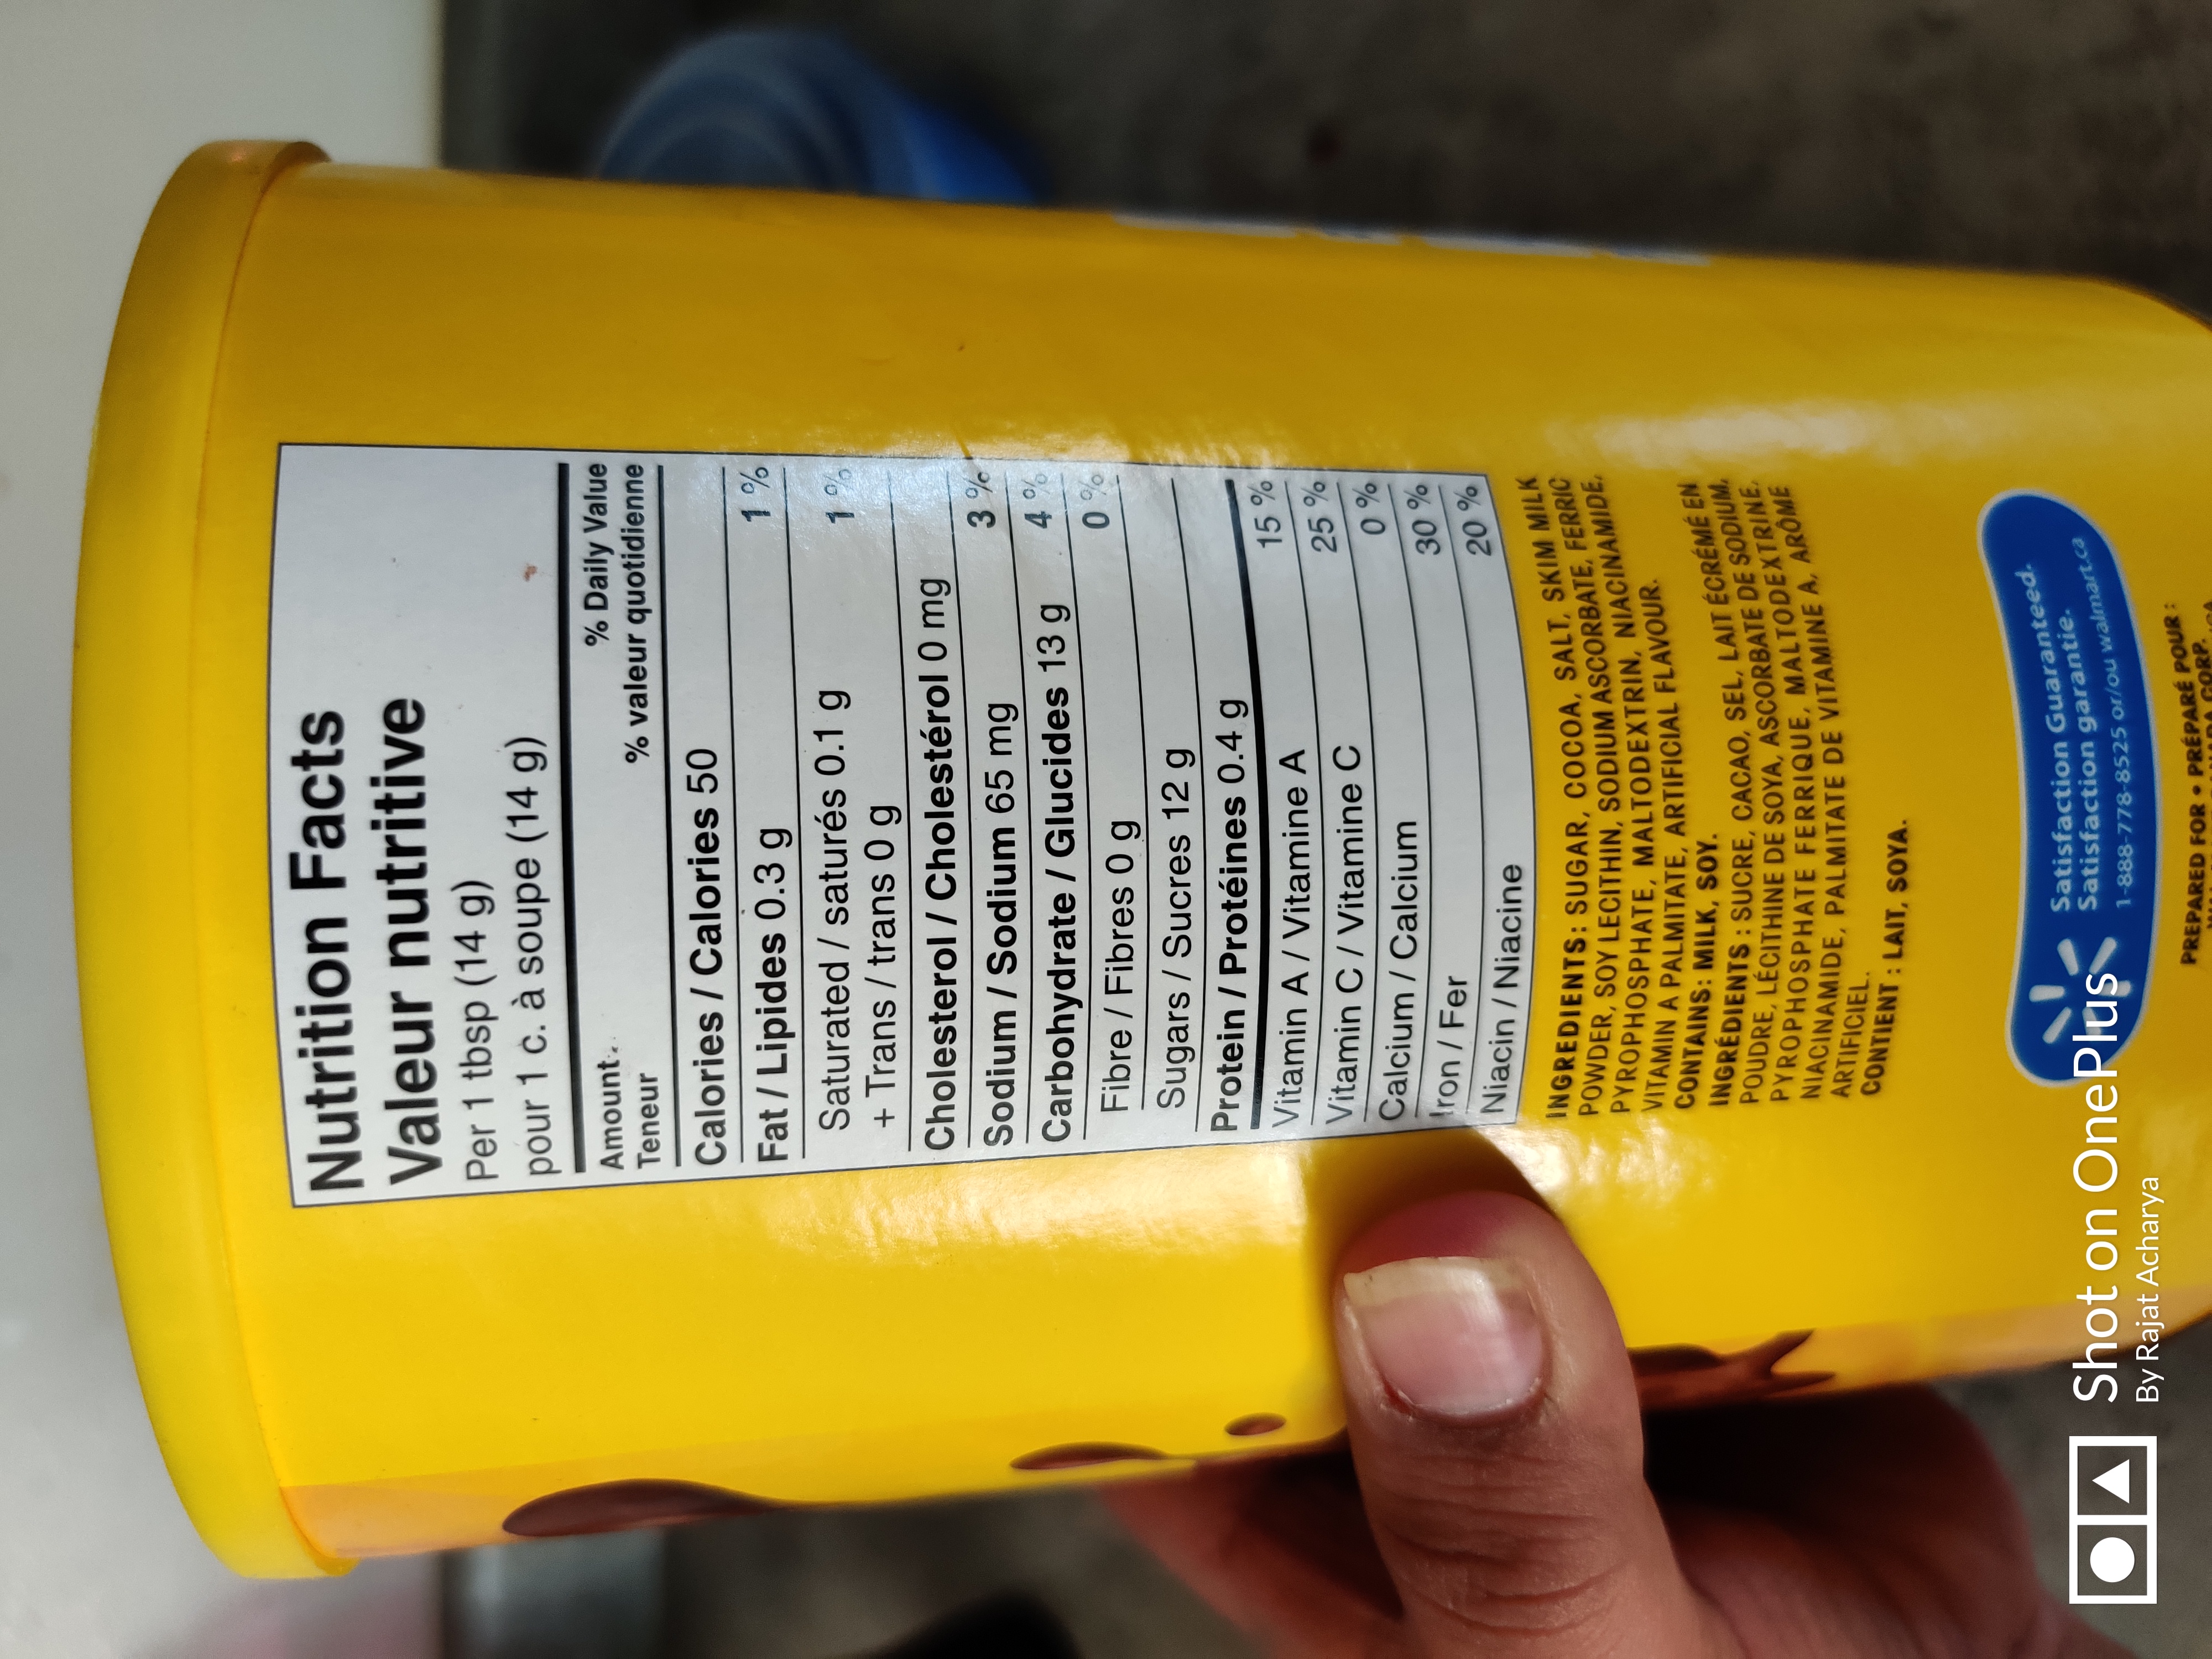 Nutrition Facts
Valeur nutritive
Per 1 tbsp (14 g)
pour 1 c. à soupe (14 g)
Amount % Daily Value
Teneur % valeur quotidienne
Calories / Calories 50
Fat / Lipides 0.3 g 1 %
Saturated / saturés 0.1 g 1 %
+ Trans / trans 0 g
Cholesterol / Cholestérol 0 mg
Sodium / Sodium 65 mg 3 %
Carbohydrate / Glucides 13 g 4 %
Fibre / Fibres 0 g 0 %
Sugars / Sucres 12 g
Protein / Protéines 0.4 g
Vitamin A / Vitamine A 15 %
Vitamin C / Vitamine C 25 %
Calcium / Calcium 0 %
Iron / Fer 30 %
Niacin / Niacine 20 %
INGREDIENTS: SUGAR, COCOA, SALT, SKIM MILK
POWDER, SOY LECITHIN, SODIUM ASCORBATE, FERRIC
PYROPHOSPHATE, MALTODEXTRIN, NIACINAMIDE,
VITAMIN A PALMITATE, ARTIFICIAL FLAVOUR.
CONTAINS: MILK, SOY.
INGRÉDIENTS : SUCRE, CACAO, SEL, LAIT ÉCRÉMÉ EN
POUDRE, LÉCITHINE DE SOYA, ASCORBATE DE SODIUM,
PYROPHOSPHATE FERRIQUE, MALTODEXTRINE,
NIACINAMIDE, PALMITATE DE VITAMINE A, ARÔME
ARTIFICIEL.
CONTIENT : LAIT, SOYA.
Satisfaction Guaranteed.
Satisfaction garantie.
1-888-778-8525 or/ou walmart.ca
PREPARED FOR • PRÉPARÉ POUR :
CORP.
Shot on OnePlus
By Rajat Acharya